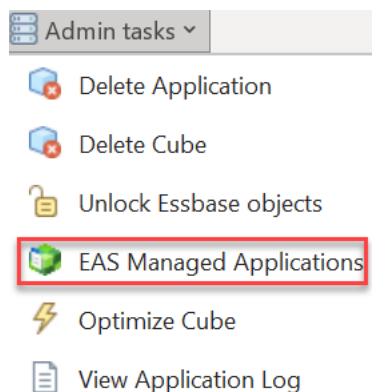 Admin tasks
Delete Application
Delete Cube
Unlock Essbase objects
EAS Managed Applications
Optimize Cube
View Application Log